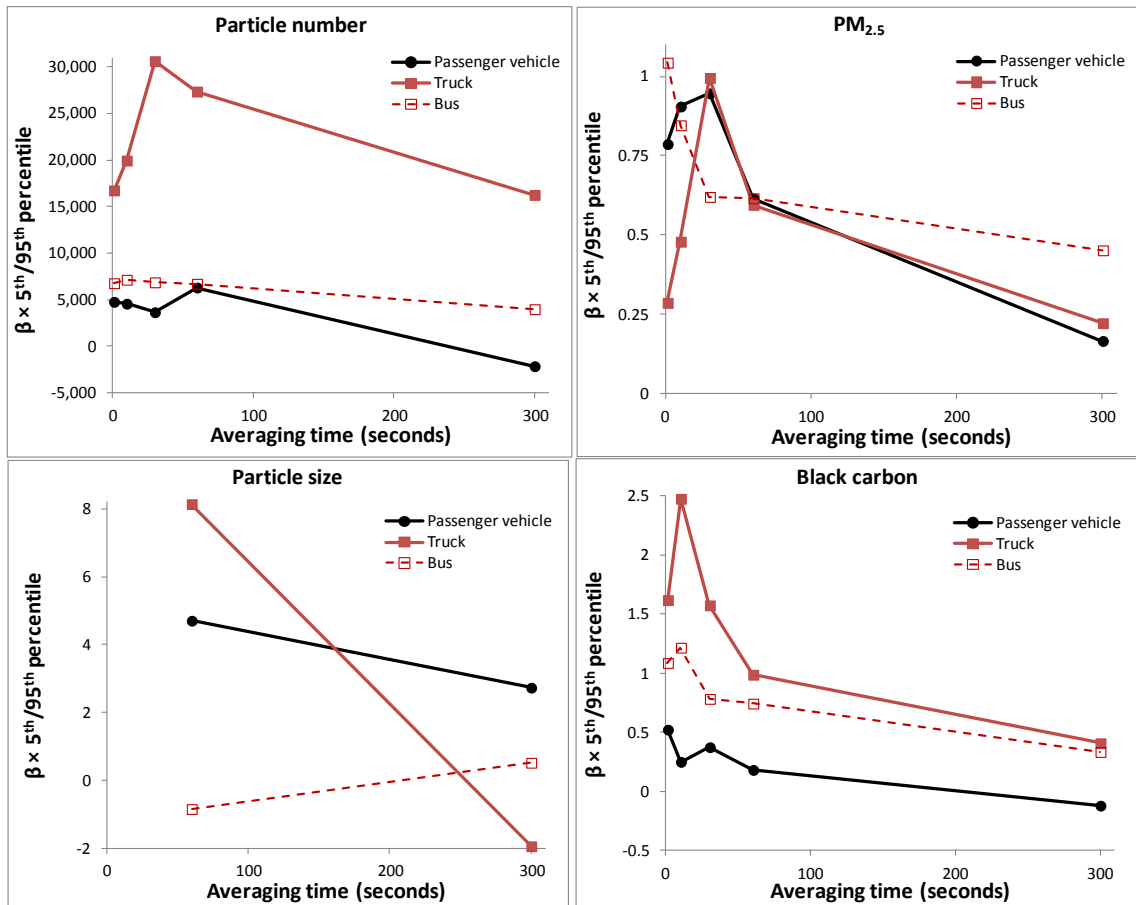 Particle number
Passenger vehicle
Truck
Bus
30,000
25,000
20,000
15,000
10,000
5,000
0
-5,000
β × 5th/95th percentile
0 100 200 300
Averaging time (seconds)
PM2.5
Passenger vehicle
Truck
Bus
1
0.75
0.5
0.25
0
β × 5th/95th percentile
0 100 200 300
Averaging time (seconds)
Particle size
Passenger vehicle
Truck
Bus
8
6
4
2
0
-2
β × 5th/95th percentile
0 100 200 300
Averaging time (seconds)
Black carbon
Passenger vehicle
Truck
Bus
2.5
2
1.5
1
0.5
0
-0.5
β × 5th/95th percentile
0 100 200 300
Averaging time (seconds)